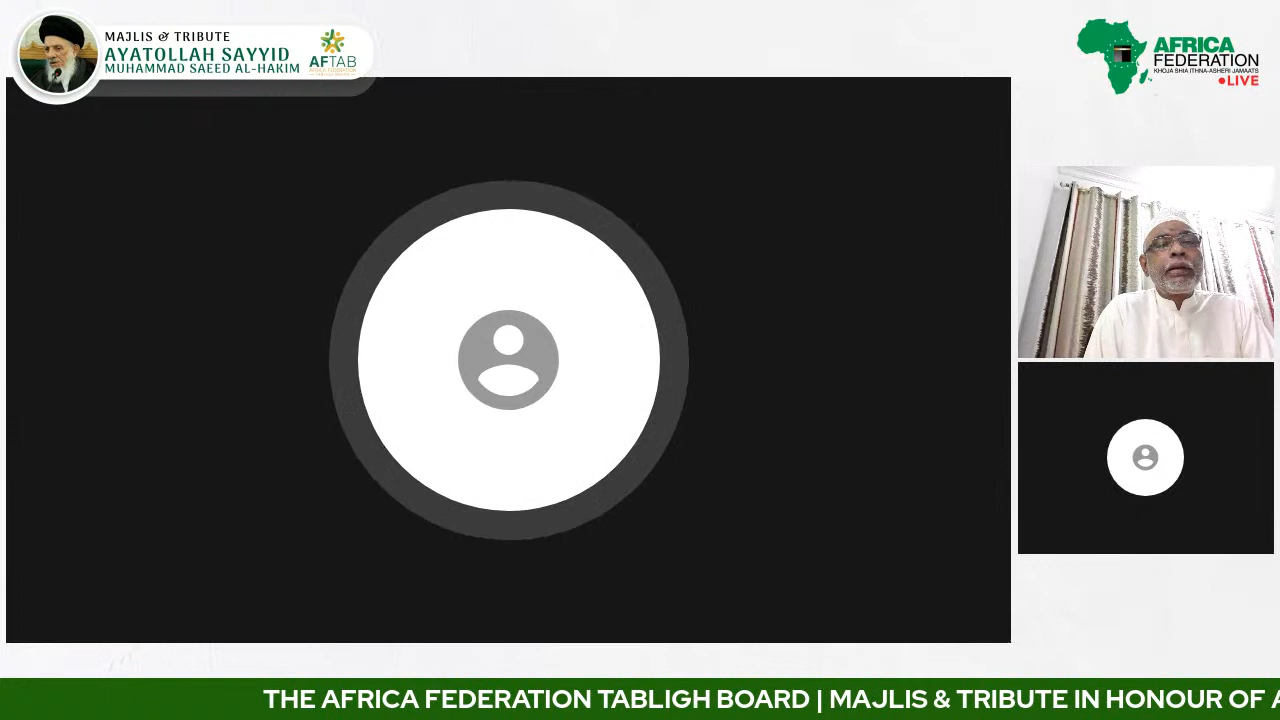 MAJLIS & TRIBUTE
AYATOLLAH SAYYID
MUHAMMAD SAEED AL-HAKIM
AFTAB
AFRICA
FEDERATION
KHOJA SHIA ITHNA-ASHERI JAMAATS
LIVE
THE AFRICA FEDERATION TABLIGH BOARD | MAJLIS & TRIBUTE IN HONOUR OF A